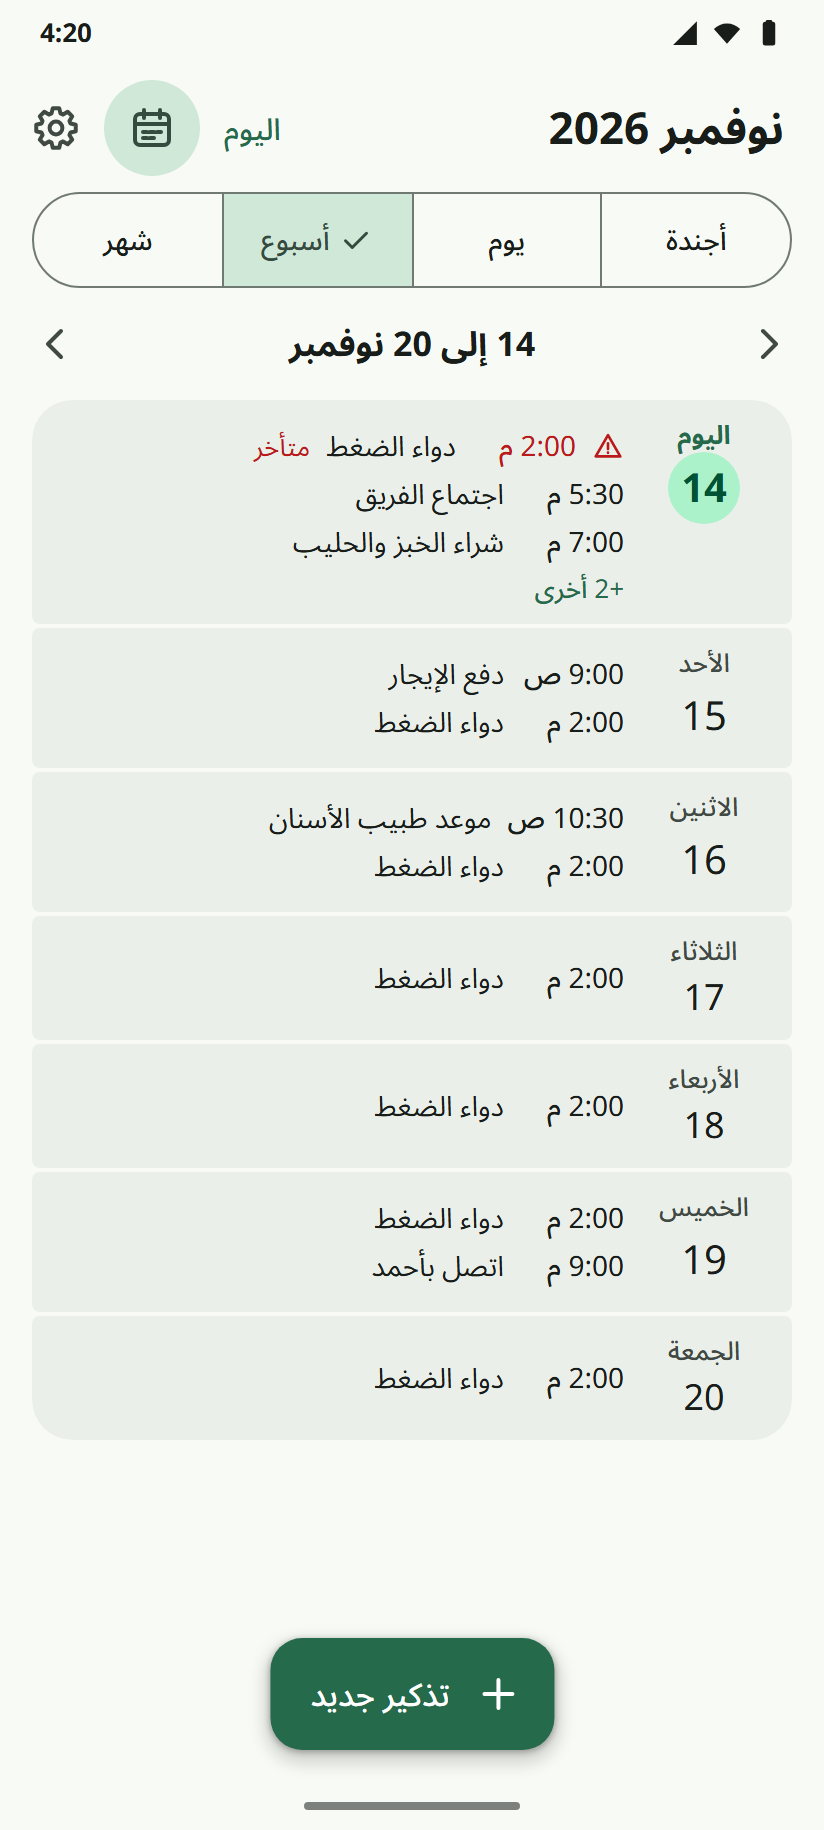 4:20
نوفمبر 2026
اليوم
أجندة
يوم
أسبوع
شهر
14 إلى 20 نوفمبر
اليوم
14
2:00 م دواء الضغط متأخر
5:30 م اجتماع الفريق
7:00 م شراء الخبز والحليب
+2 أخرى
الأحد
15
9:00 ص دفع الإيجار
2:00 م دواء الضغط
الاثنين
16
10:30 ص موعد طبيب الأسنان
2:00 م دواء الضغط
الثلاثاء
17
2:00 م دواء الضغط
الأربعاء
18
2:00 م دواء الضغط
الخميس
19
2:00 م دواء الضغط
9:00 م اتصل بأحمد
الجمعة
20
2:00 م دواء الضغط
تذكير جديد